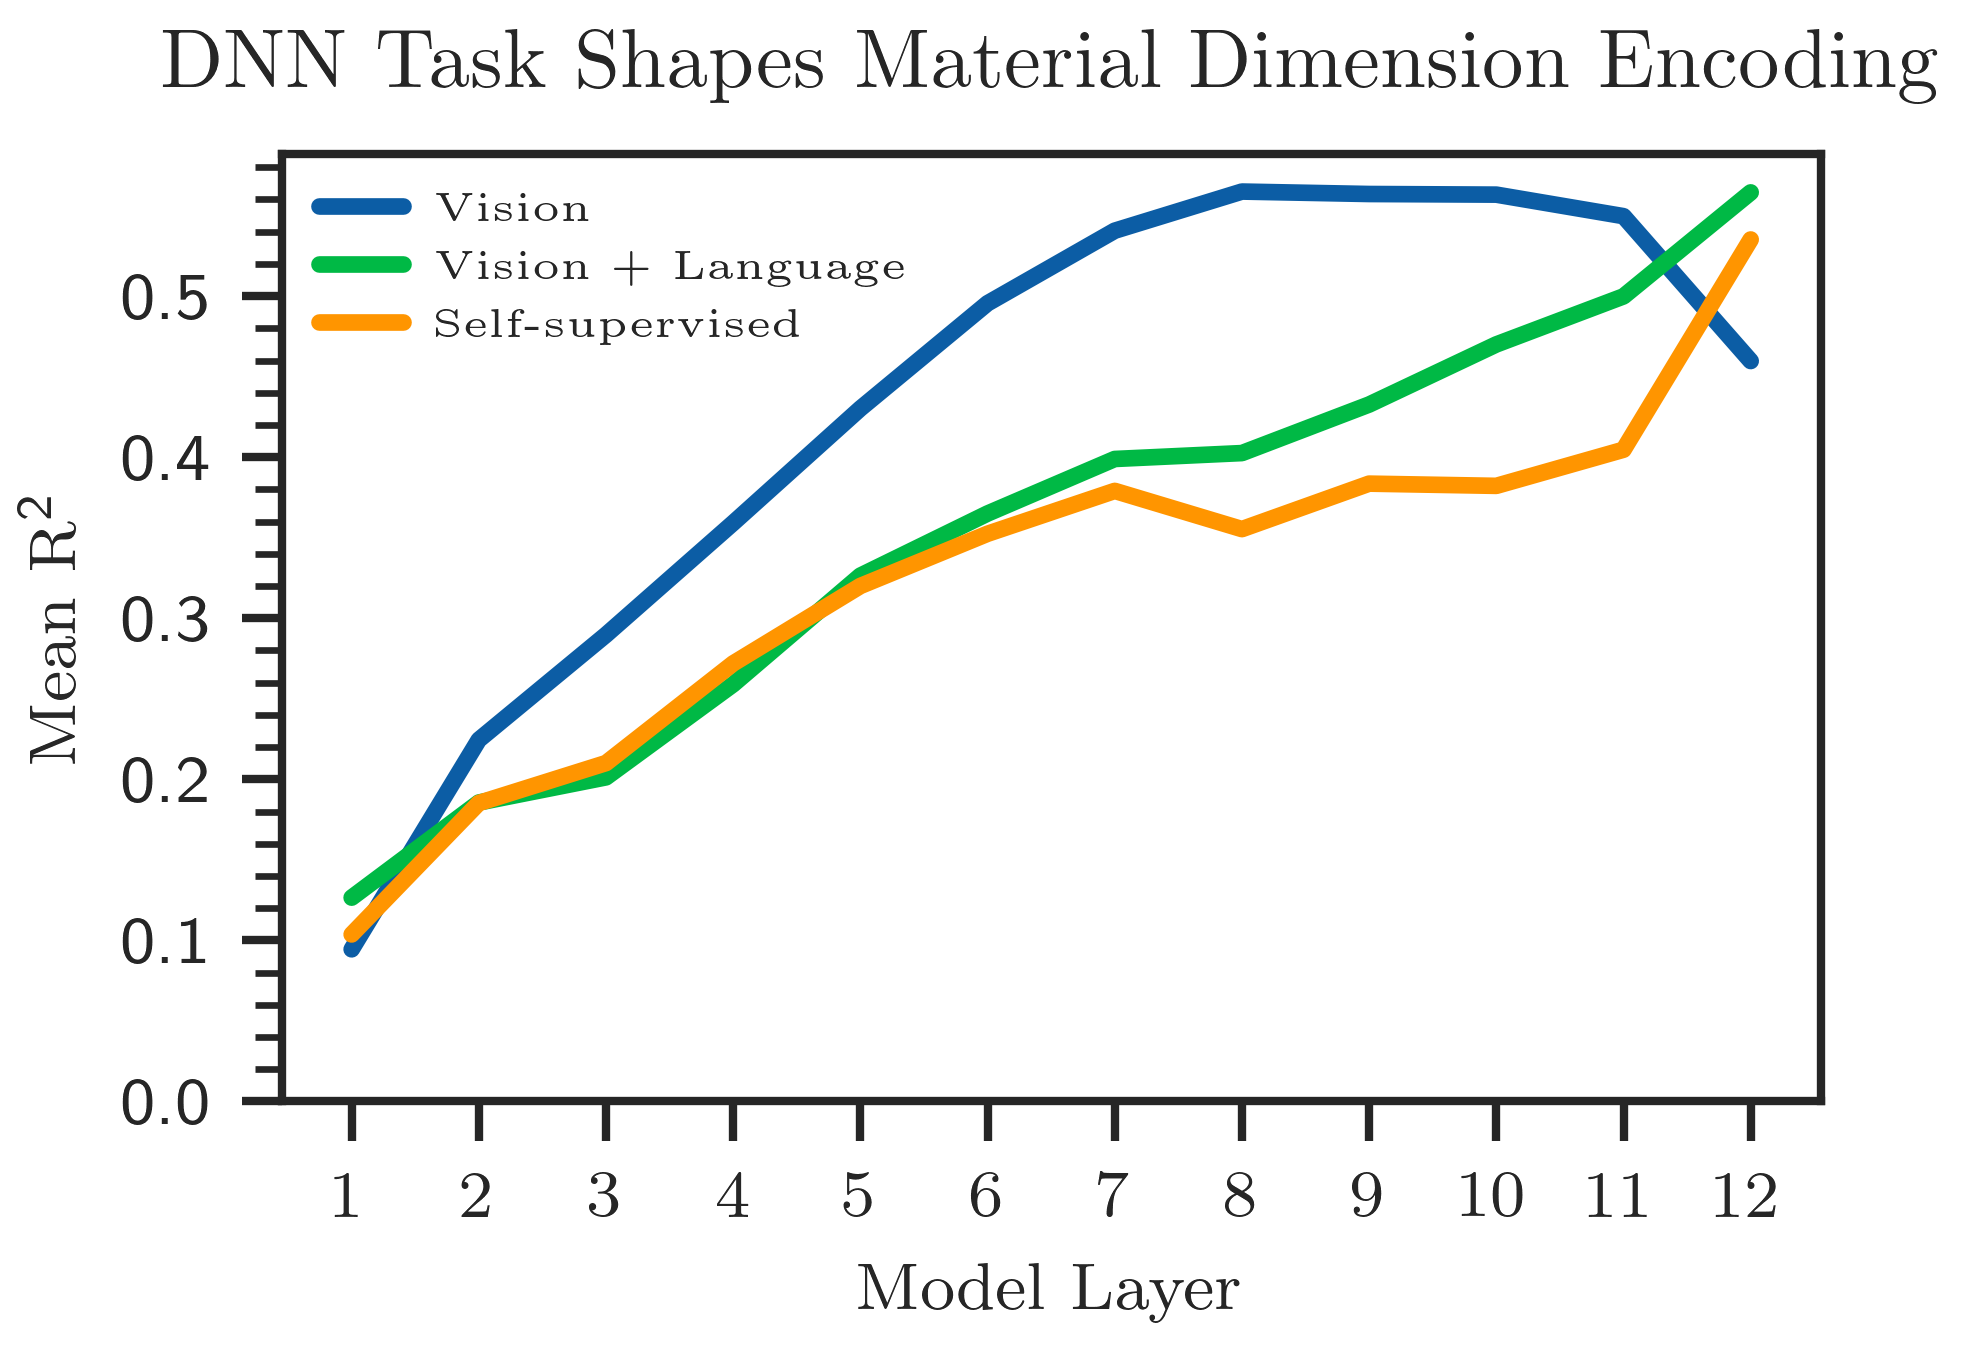 DNN Task Shapes Material Dimension Encoding
Vision
Vision + Language
Self-supervised
0.5
0.4
0.3
0.2
0.1
0.0
Mean R²
1 2 3 4 5 6 7 8 9 10 11 12
Model Layer